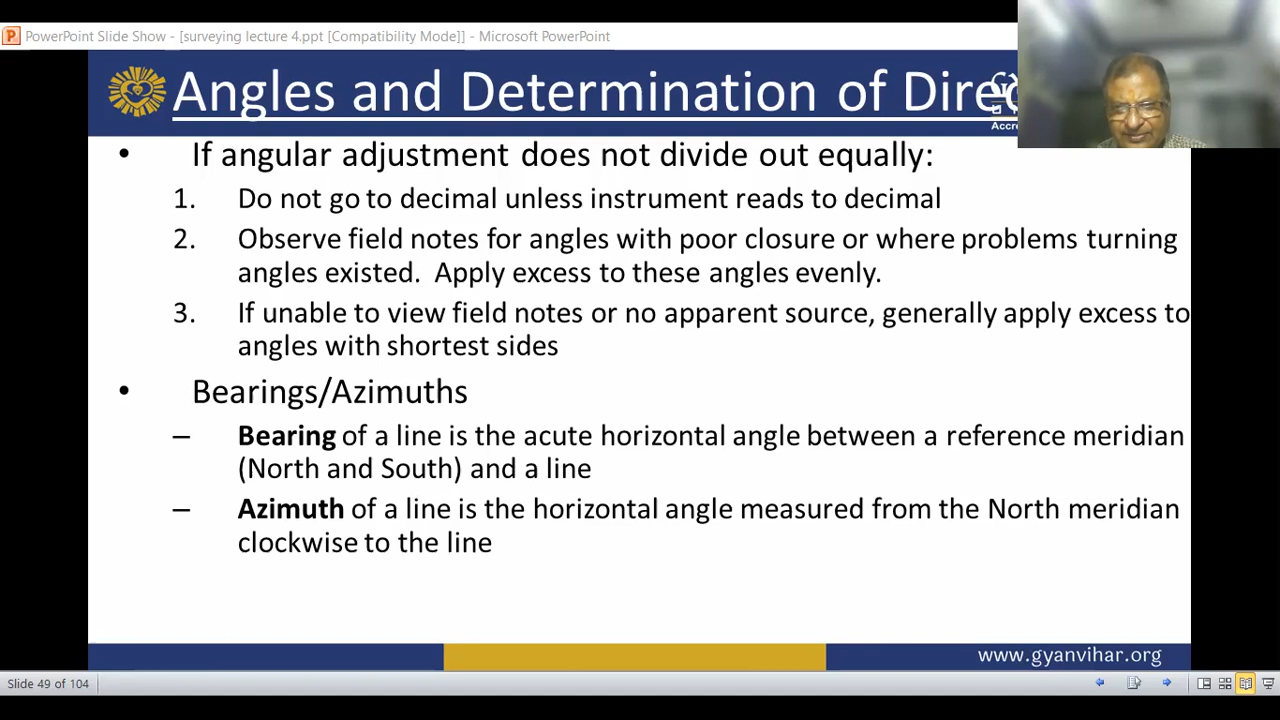 PowerPoint Slide Show - [surveying lecture 4.ppt [Compatibility Mode]] - Microsoft PowerPoint
Angles and Determination of
• If angular adjustment does not divide out equally:
1. Do not go to decimal unless instrument reads to decimal
2. Observe field notes for angles with poor closure or where problems turning
angles existed. Apply excess to these angles evenly.
3. If unable to view field notes or no apparent source, generally apply excess to
angles with shortest sides
• Bearings/Azimuths
– Bearing of a line is the acute horizontal angle between a reference meridian
(North and South) and a line
– Azimuth of a line is the horizontal angle measured from the North meridian
clockwise to the line
www.gyanvihar.org
Slide 49 of 104